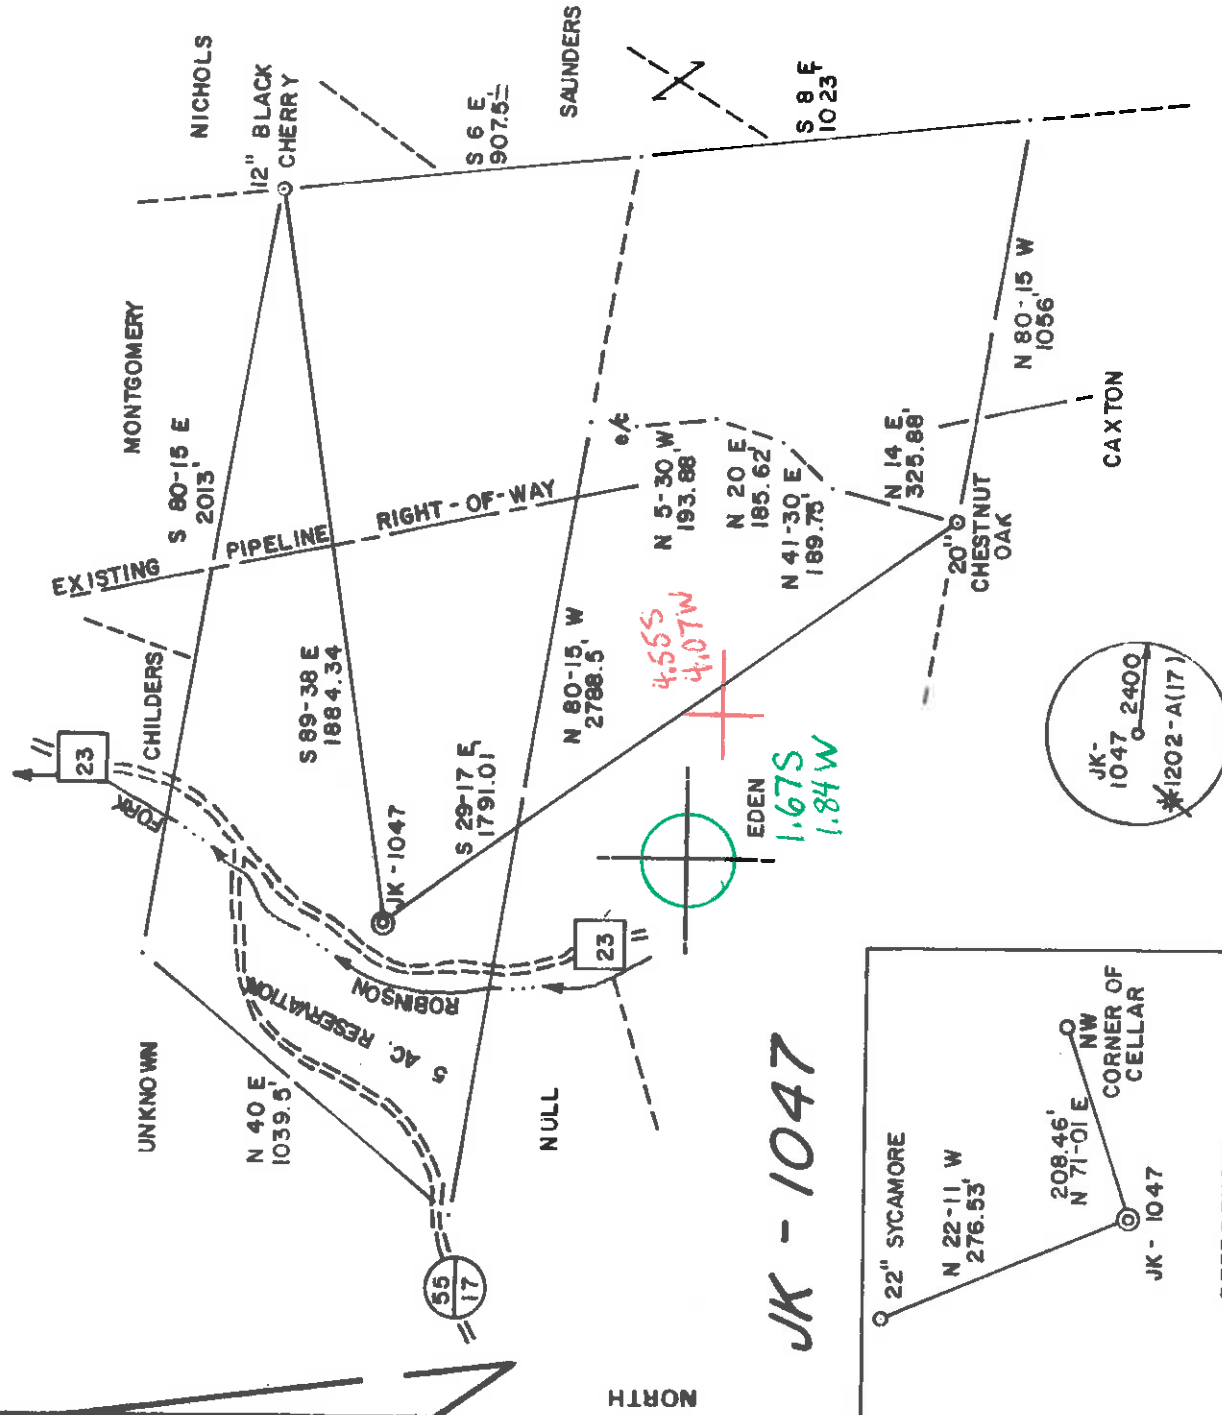 NICHOLS
12" BLACK
CHERRY
SAUNDERS
S 6 E
907.5'±
S 8 E
1023'
MONTGOMERY
S 80-15 E
2013'
EXISTING PIPELINE RIGHT-OF-WAY
N 80-15 W
1056'
CAXTON
N 14 E
325.88'
e/c
N 5-30 W
193.88'
N 20 E
185.62'
N 41-30 E
189.75'
20"
CHESTNUT
OAK
CHILDERS
23
FORK
S 89-38 E
1884.34
JK - 1047
S 29-17 E
1791.01'
N 80-15 W
2788.5'
4.55S
4.07W
EDEN
1.67S
1.84W
JK-
1047
2400'
1202-A(17)
ROBINSON
23
5 AC. RESERVATION
UNKNOWN
N 40 E
1039.5'
NULL
55
17
JK - 1047
NORTH
22" SYCAMORE
N 22-11 W
276.53'
208.46'
N 71-01 E
NW
CORNER OF
CELLAR
JK - 1047